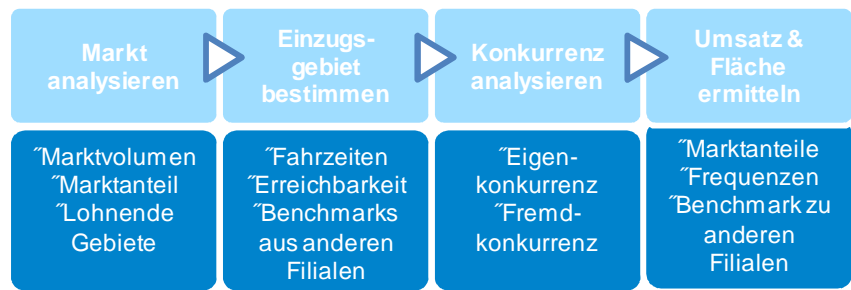 Markt
analysieren
Einzugs-
gebiet
bestimmen
Konkurrenz
analysieren
Umsatz &
Fläche
ermitteln
˝Marktvolumen
˝Marktanteil
˝Lohnende
Gebiete
˝Fahrzeiten
˝Erreichbarkeit
˝Benchmarks
aus anderen
Filialen
˝Eigen-
konkurrenz
˝Fremd-
konkurrenz
˝Marktanteile
˝Frequenzen
˝Benchmark zu
anderen
Filialen